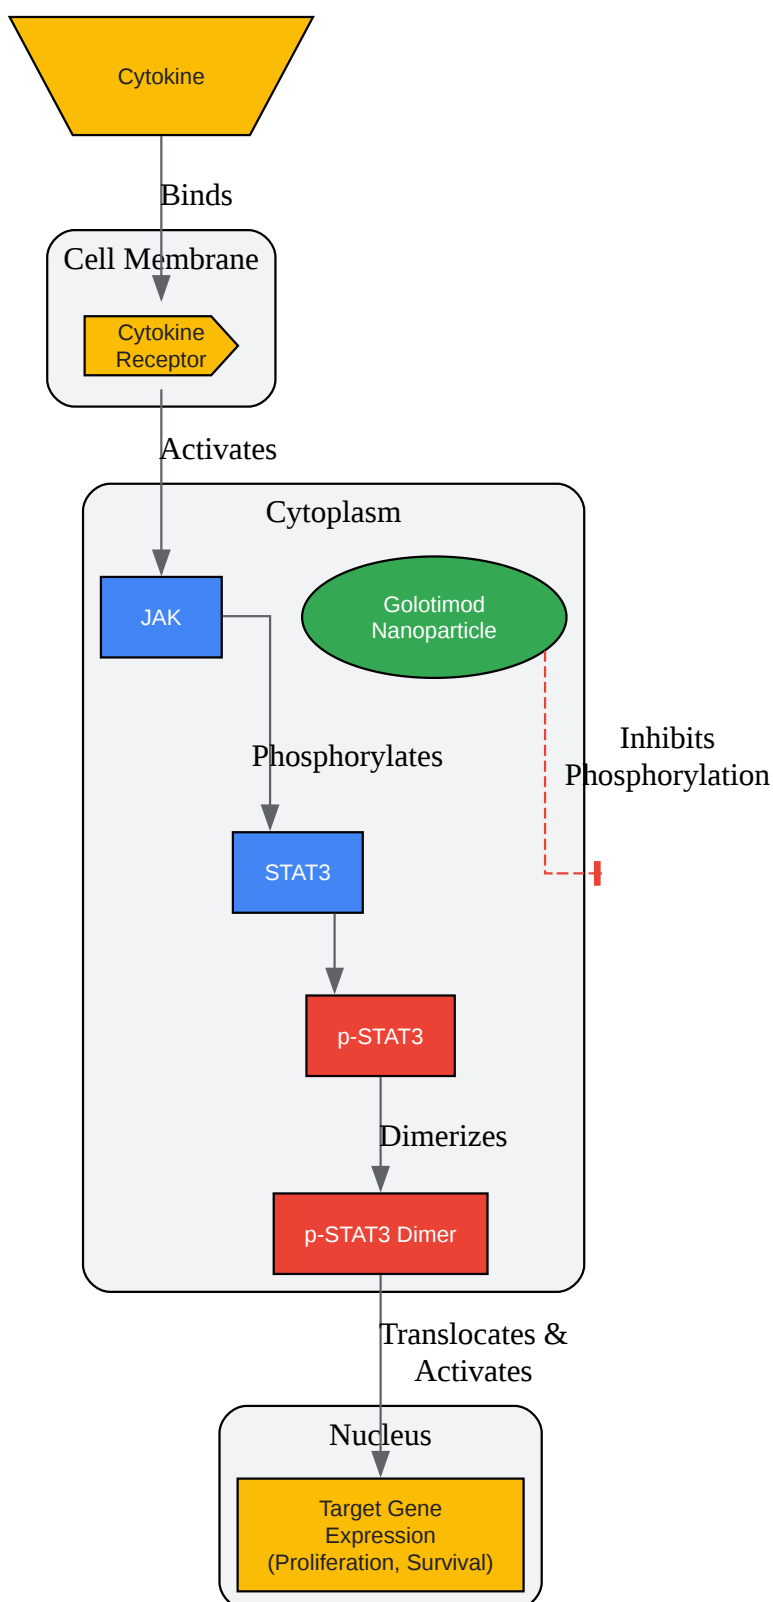 Cytokine
Binds
Cell Membrane
Cytokine
Receptor
Activates
Cytoplasm
JAK
Golotimod
Nanoparticle
Inhibits
Phosphorylation
Phosphorylates
STAT3
p-STAT3
Dimerizes
p-STAT3 Dimer
Translocates &
Activates
Nucleus
Target Gene
Expression
(Proliferation, Survival)